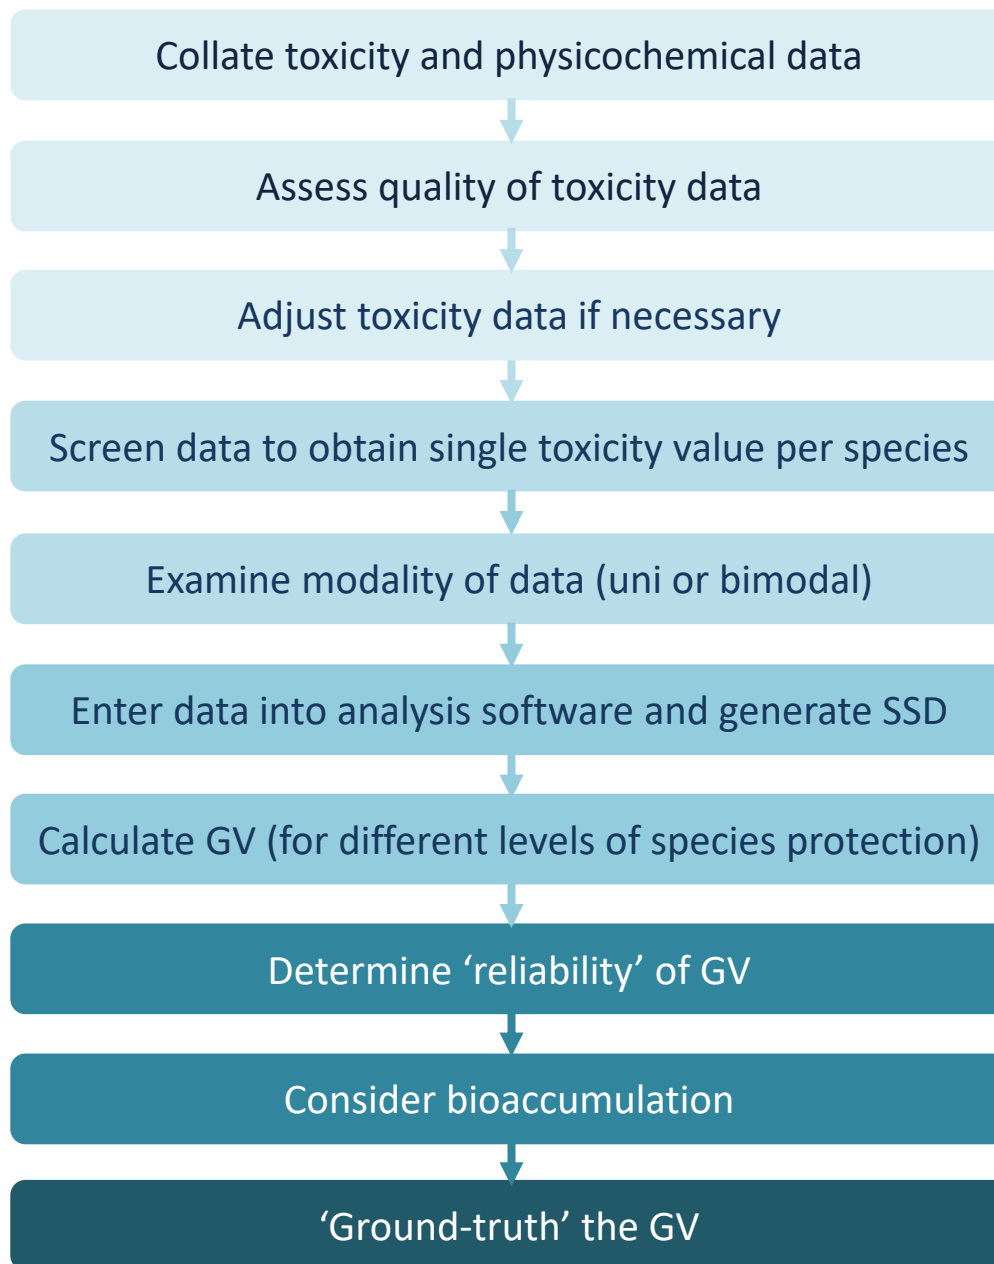 Collate toxicity and physicochemical data
Assess quality of toxicity data
Adjust toxicity data if necessary
Screen data to obtain single toxicity value per species
Examine modality of data (uni or bimodal)
Enter data into analysis software and generate SSD
Calculate GV (for different levels of species protection)
Determine ‘reliability’ of GV
Consider bioaccumulation
‘Ground-truth’ the GV